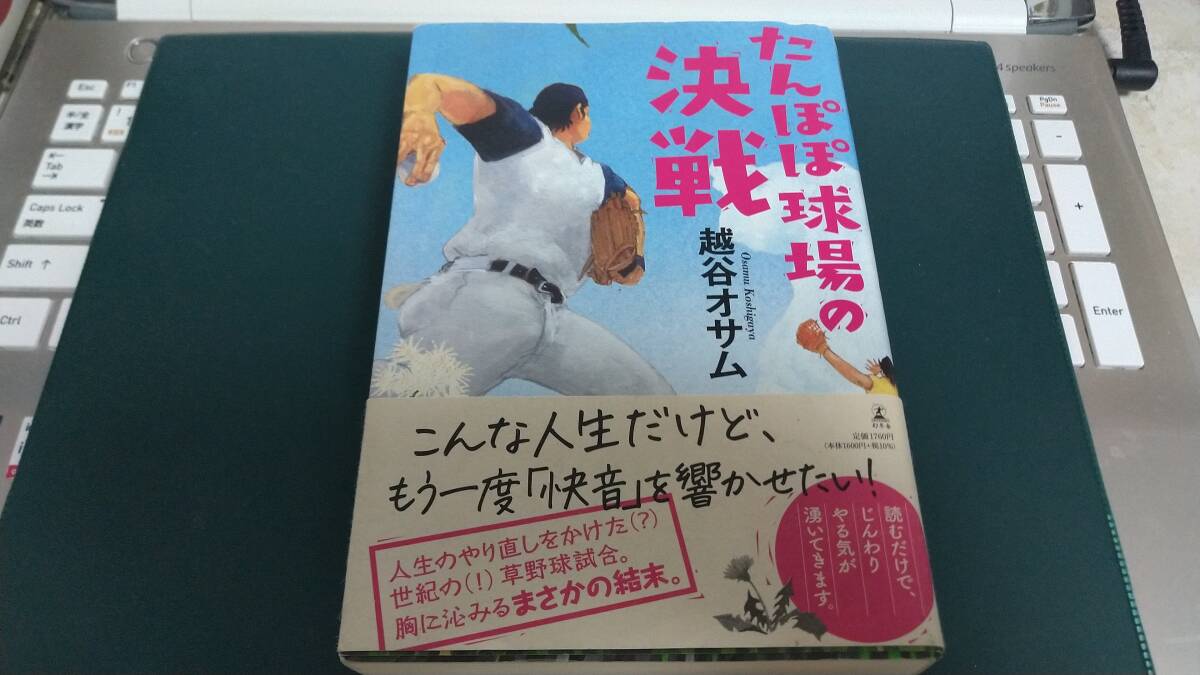 たんぽぽ球場の
決戦
越谷オサム
Osamu Koshigaya
幻冬舎
定価1760円
(本体1600円+税10%)
こんな人生だけど、
もう一度「快音」を響かせたい!
人生のやり直しをかけた(?)
世紀の(!)草野球試合。
胸に沁みるまさかの結末。
読むだけで、
じんわり
やる気が
湧いてきます。
4 speakers
Esc
半/全
漢字
Tab
Caps Lock
英数
Shift ↑
Ctrl
PgDn
Pause
-
+
Enter